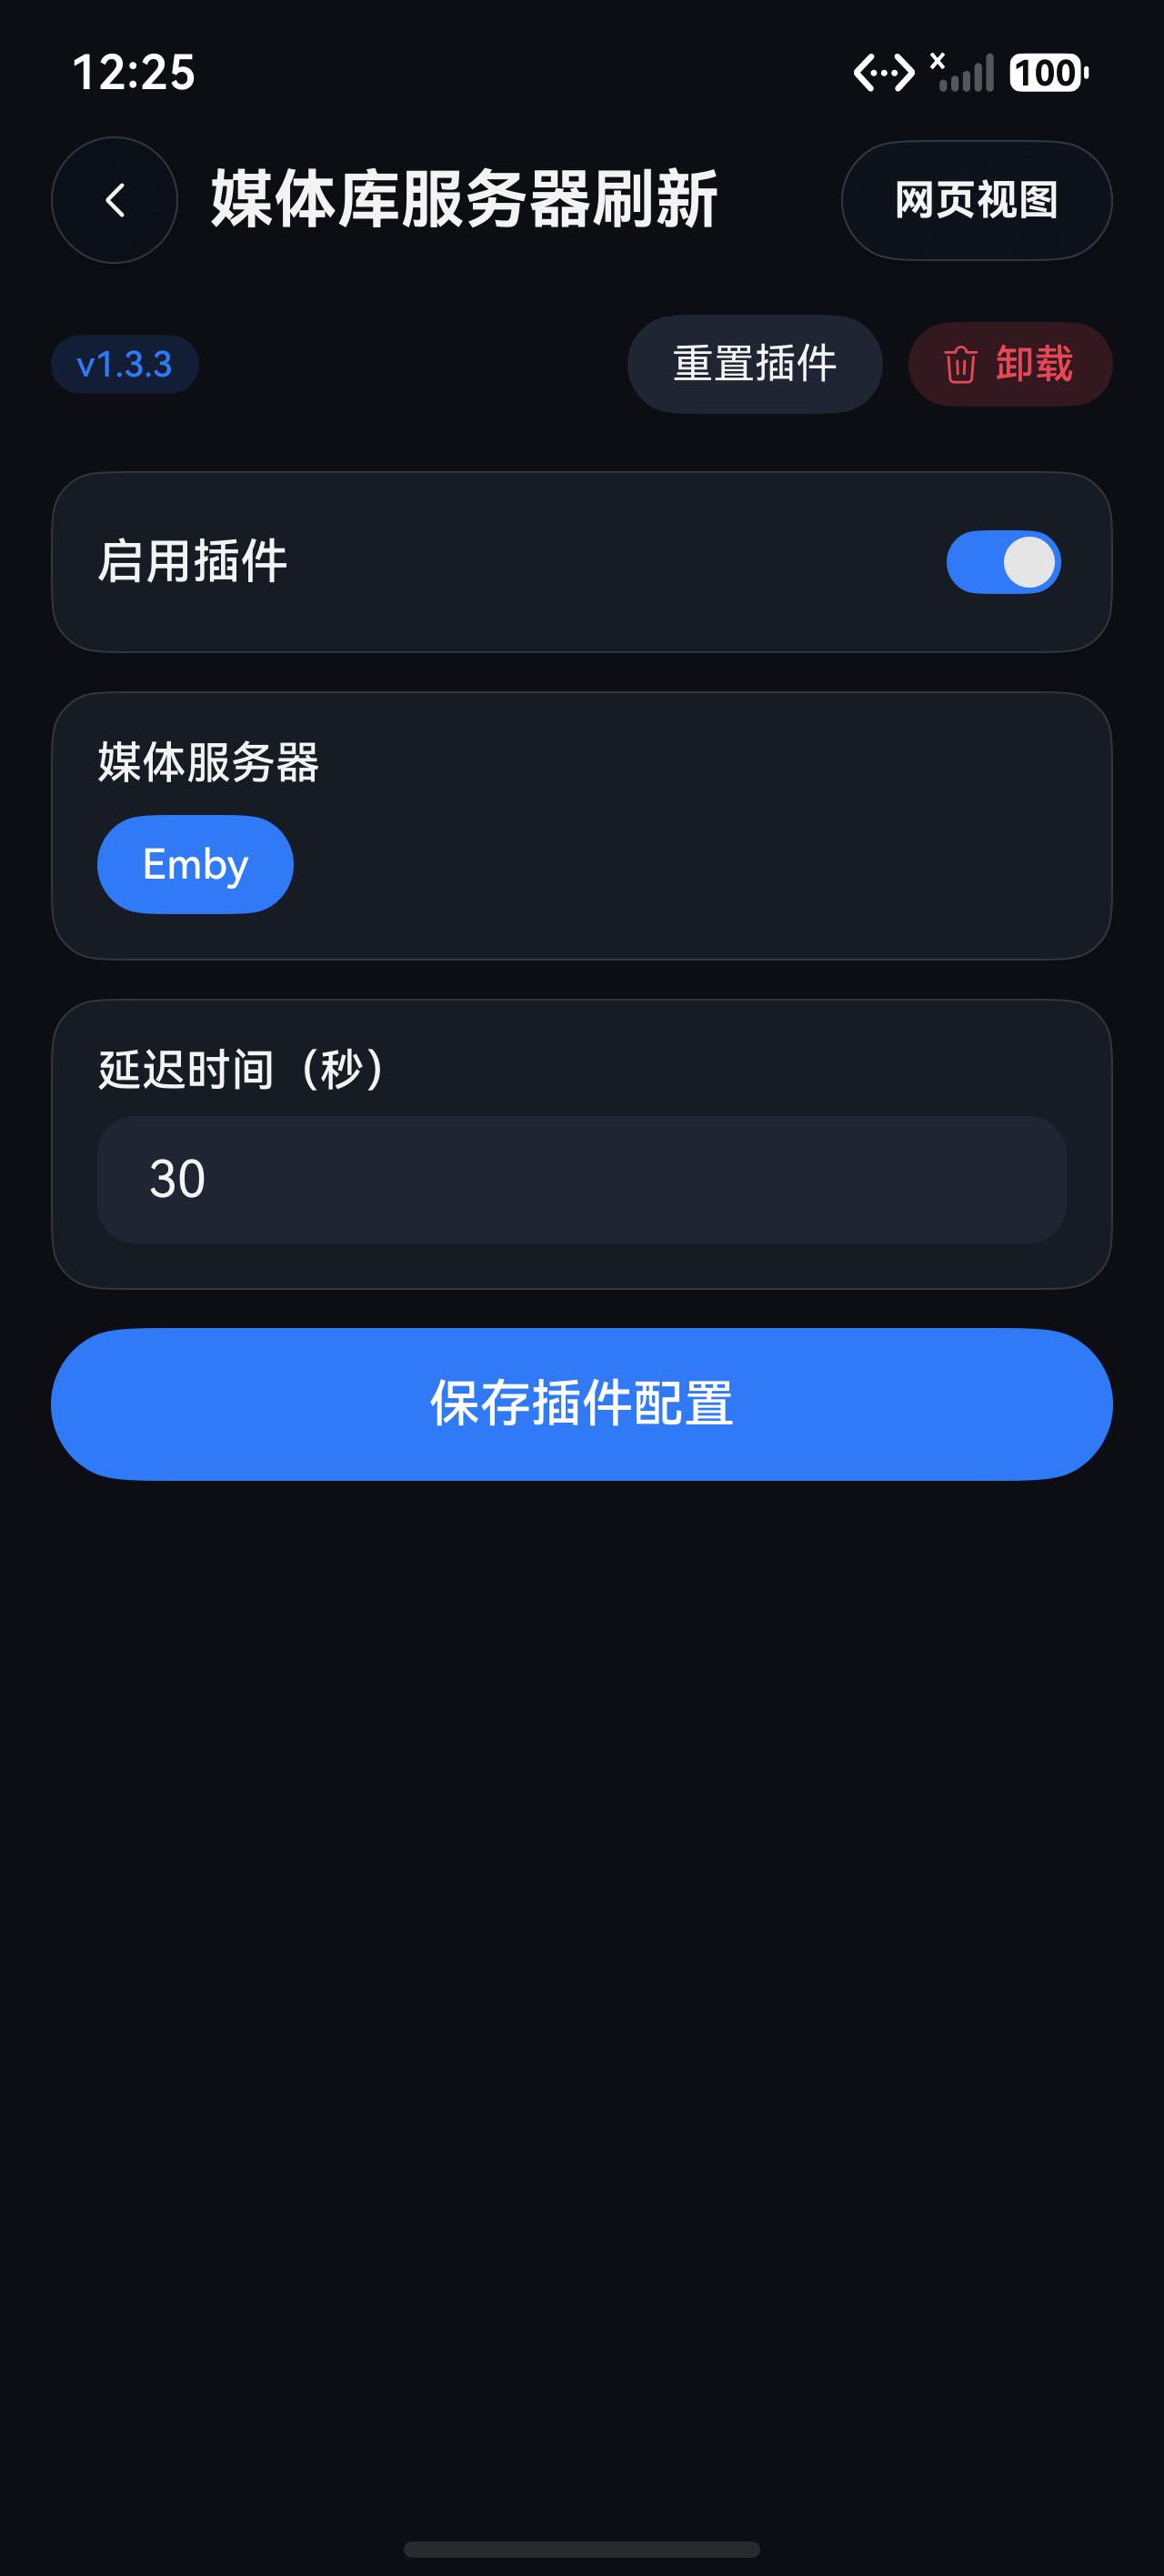 12:25
100
媒体库服务器刷新
网页视图
v1.3.3
重置插件
卸载
启用插件
媒体服务器
Emby
延迟时间（秒）
30
保存插件配置